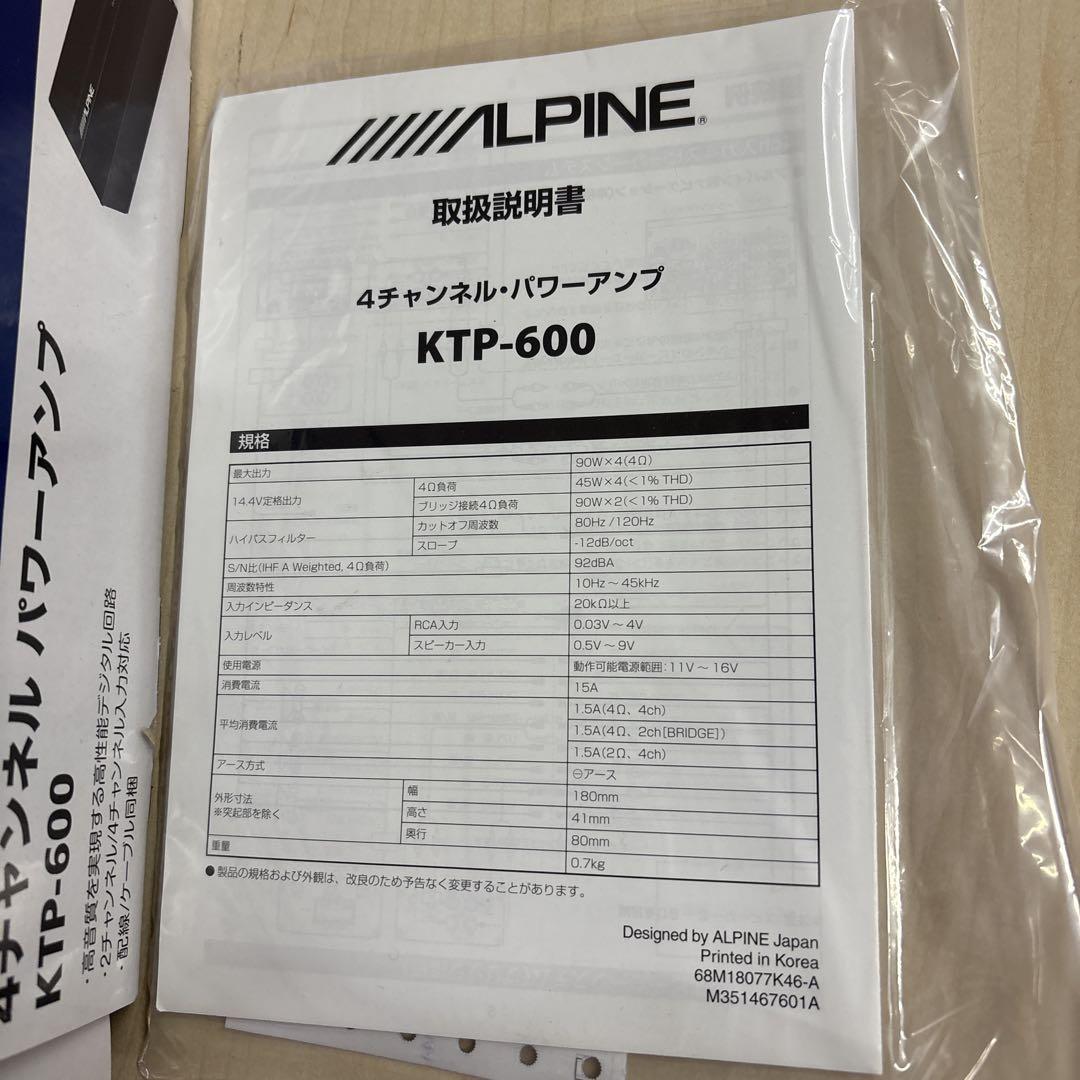 ALPINE
ALPINE®
取扱説明書
4チャンネル・パワーアンプ
KTP-600
規格
最大出力 90W×4(4Ω)
14.4V定格出力 4Ω負荷 45W×4(<1% THD)
ブリッジ接続4Ω負荷 90W×2(<1% THD)
ハイパスフィルター カットオフ周波数 80Hz /120Hz
スロープ -12dB/oct
S/N比(IHF A Weighted, 4Ω負荷) 92dBA
周波数特性 10Hz～45kHz
入力インピーダンス 20kΩ以上
入力レベル RCA入力 0.03V～4V
スピーカー入力 0.5V～9V
使用電源 動作可能電源範囲：11V～16V
消費電流 15A
平均消費電流 1.5A(4Ω、4ch)
1.5A(4Ω、2ch[BRIDGE])
1.5A(2Ω、4ch)
アース方式 ⊖アース
外形寸法 幅 180mm
※突起部を除く 高さ 41mm
奥行 80mm
重量 0.7kg
●製品の規格および外観は、改良のため予告なく変更することがあります。
Designed by ALPINE Japan
Printed in Korea
68M18077K46-A
M351467601A
4チャンネル パワーアンプ
KTP-600
・高音質を実現する高性能デジタル回路
・2チャンネル/4チャンネル入力対応
・配線/ケーブル同梱